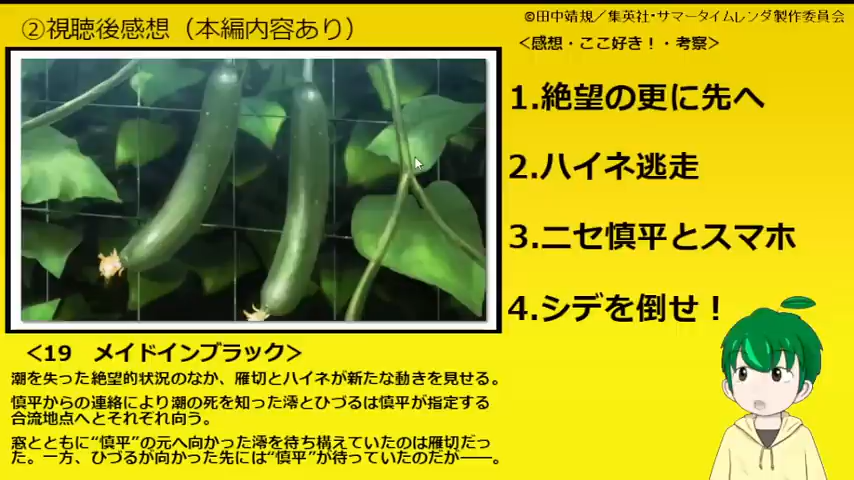 ②視聴後感想（本編内容あり）
©田中靖規／集英社･サマータイムレンダ製作委員会
＜感想・ここ好き！・考察＞
1.絶望の更に先へ
2.ハイネ逃走
3.ニセ慎平とスマホ
4.シデを倒せ！
＜19　メイドインブラック＞
潮を失った絶望的状況のなか、雁切とハイネが新たな動きを見せる。
慎平からの連絡により潮の死を知った澪とひづるは慎平が指定する
合流地点へとそれぞれ向う。
窓とともに“慎平”の元へ向かった澪を待ち構えていたのは雁切だっ
た。一方、ひづるが向かった先には“慎平”が待っていたのだが――。